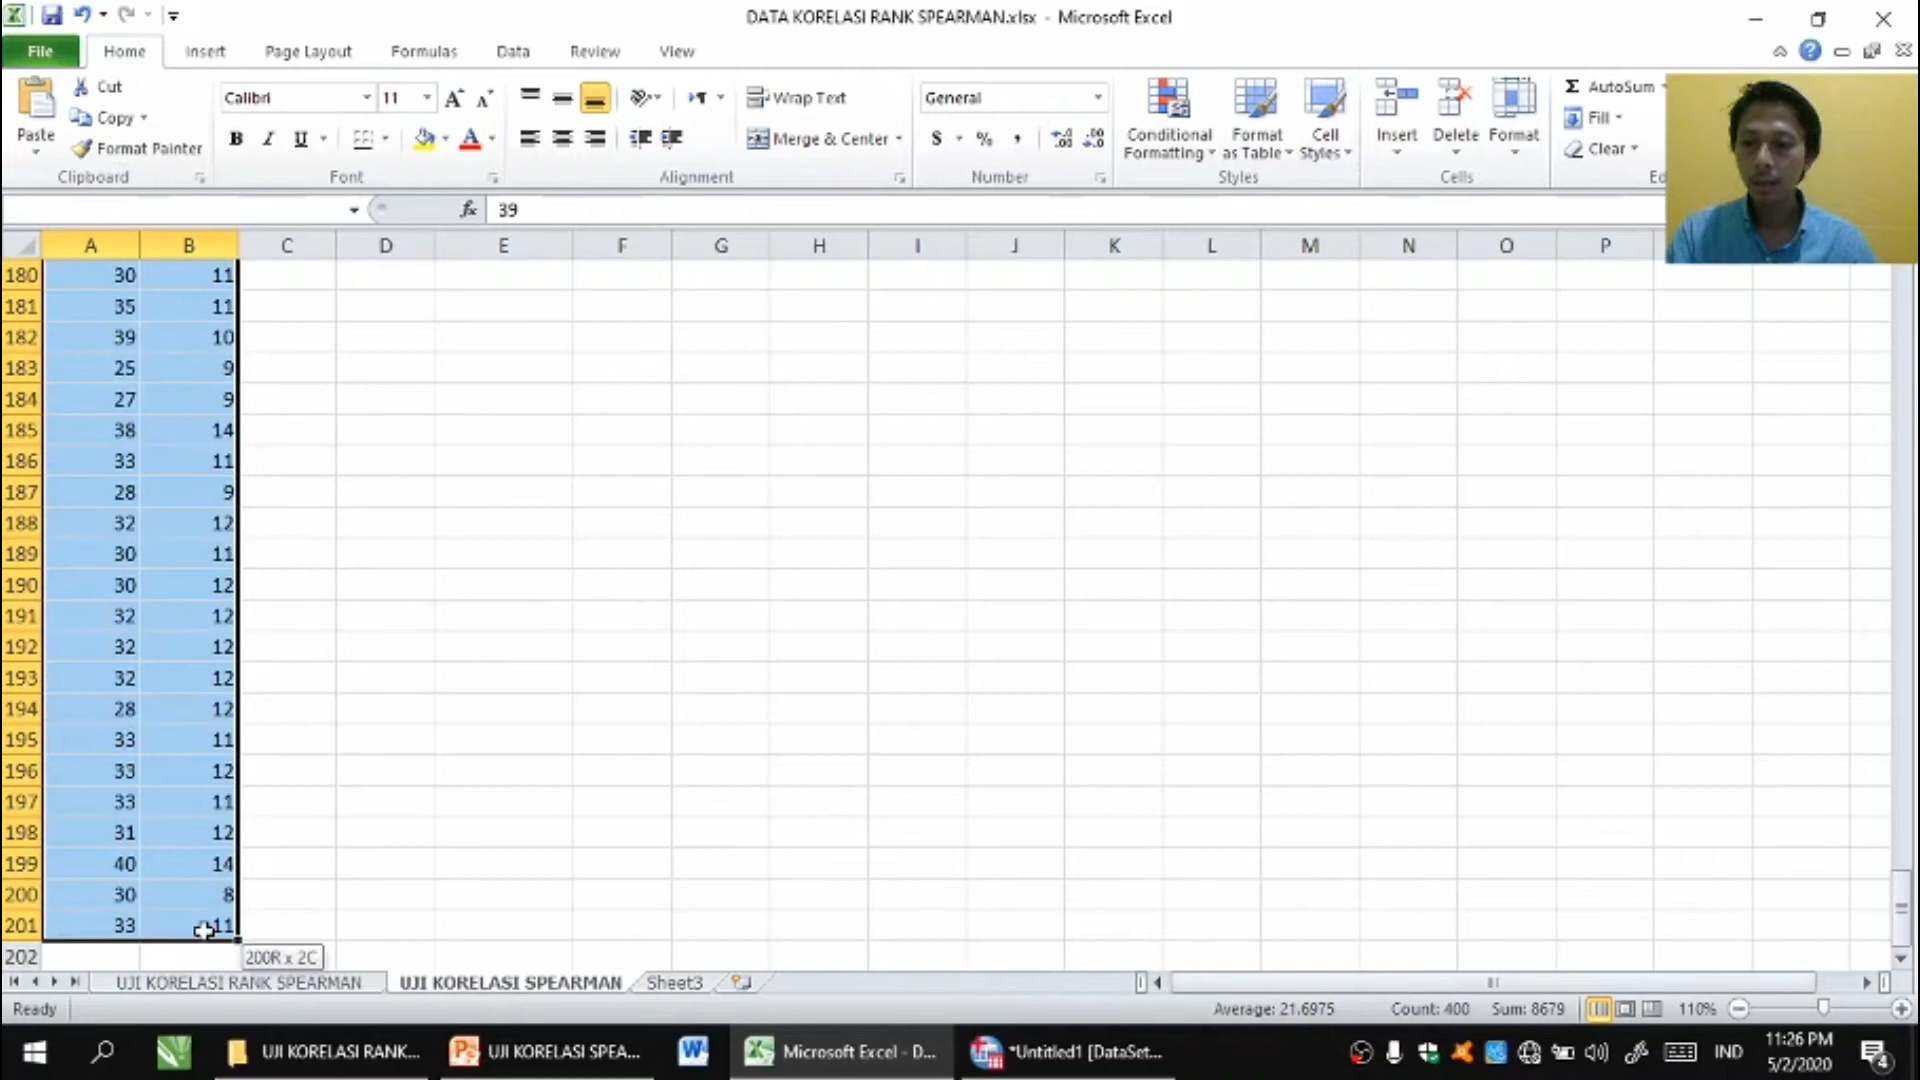 DATA KORELASI RANK SPEARMAN.xlsx - Microsoft Excel
File Home Insert Page Layout Formulas Data Review View
Paste
Cut
Copy
Format Painter
Clipboard
Calibri 11
B I U
Font
Wrap Text
Merge & Center
Alignment
General
$ % ,
Number
Conditional Formatting
Format as Table
Cell Styles
Styles
Insert Delete Format
Cells
Σ AutoSum
Fill
Clear
Ed
fx 39
A B C D E F G H I J K L M N O P
180 30 11
181 35 11
182 39 10
183 25 9
184 27 9
185 38 14
186 33 11
187 28 9
188 32 12
189 30 11
190 30 12
191 32 12
192 32 12
193 32 12
194 28 12
195 33 11
196 33 12
197 33 11
198 31 12
199 40 14
200 30 8
201 33 11
202
200R x 2C
UJI KORELASI RANK SPEARMAN UJI KORELASI SPEARMAN Sheet3
Ready Average: 21.6975 Count: 400 Sum: 8679 110%
UJI KORELASI RANK... UJI KORELASI SPEA... Microsoft Excel - D... *Untitled1 [DataSet... IND 11:26 PM
5/2/2020 4